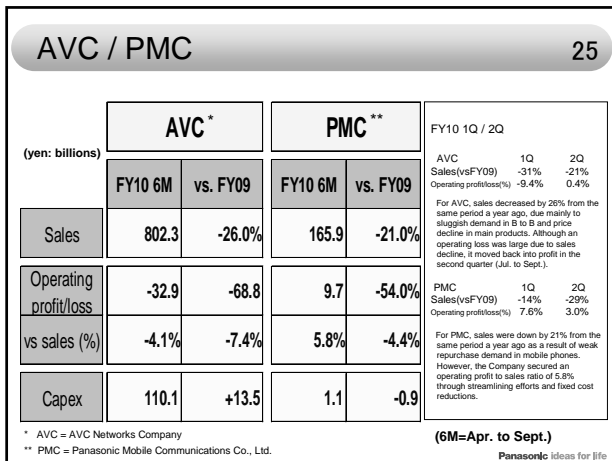 AVC / PMC 25
(yen: billions) AVC * PMC **
FY10 6M vs. FY09 FY10 6M vs. FY09
Sales 802.3 -26.0% 165.9 -21.0%
Operating profit/loss -32.9 -68.8 9.7 -54.0%
vs sales (%) -4.1% -7.4% 5.8% -4.4%
Capex 110.1 +13.5 1.1 -0.9
* AVC = AVC Networks Company
** PMC = Panasonic Mobile Communications Co., Ltd.
FY10 1Q / 2Q
AVC 1Q 2Q
Sales(vsFY09) -31% -21%
Operating profit/loss(%) -9.4% 0.4%
For AVC, sales decreased by 26% from the
same period a year ago, due mainly to
sluggish demand in B to B and price
decline in main products. Although an
operating loss was large due to sales
decline, it moved back into profit in the
second quarter (Jul. to Sept.).
PMC 1Q 2Q
Sales(vsFY09) -14% -29%
Operating profit/loss(%) 7.6% 3.0%
For PMC, sales were down by 21% from the
same period a year ago as a result of weak
repurchase demand in mobile phones.
However, the Company secured an
operating profit to sales ratio of 5.8%
through streamlining efforts and fixed cost
reductions.
(6M=Apr. to Sept.)
Panasonic ideas for life